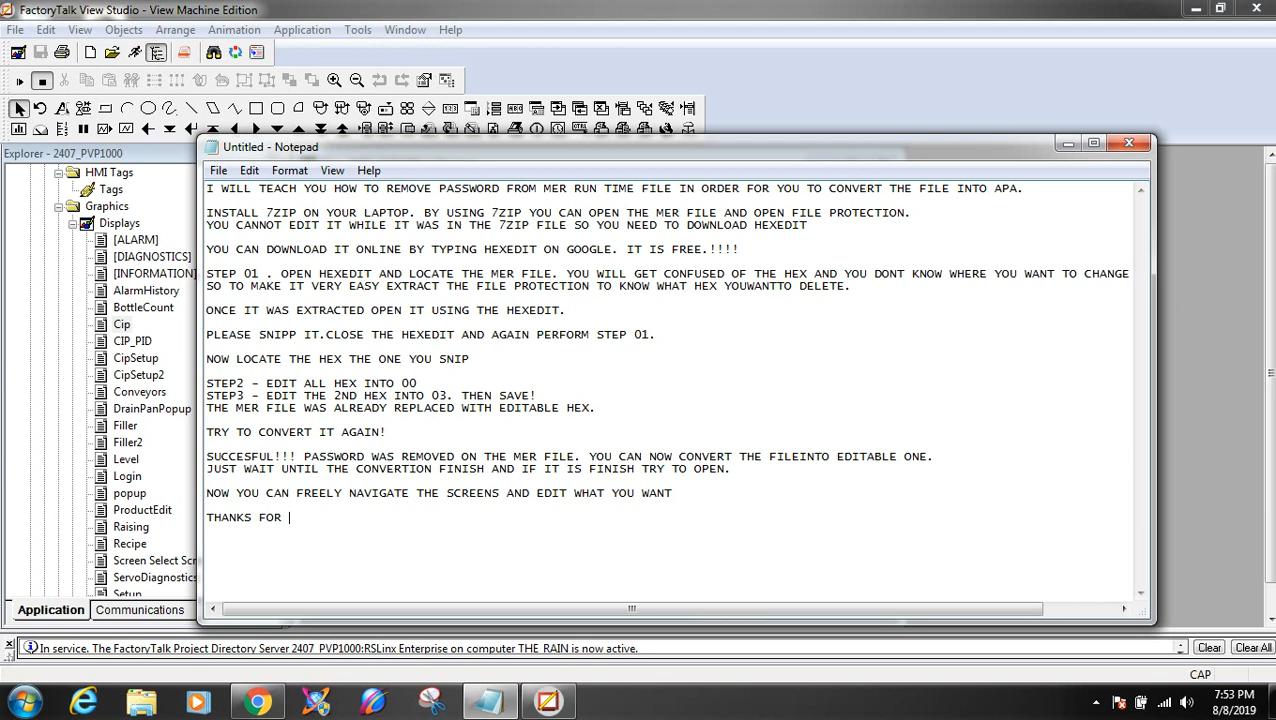 FactoryTalk View Studio - View Machine Edition
File Edit View Objects Arrange Animation Application Tools Window Help
Explorer - 2407_PVP1000
HMI Tags
Tags
Graphics
Displays
[ALARM]
[DIAGNOSTICS]
[INFORMATION]
AlarmHistory
BottleCount
Cip
CIP_PID
CipSetup
CipSetup2
Conveyors
DrainPanPopup
Filler
Filler2
Level
Login
popup
ProductEdit
Raising
Recipe
Screen Select Scr
ServoDiagnostics
Setup
Application Communications
Untitled - Notepad
File Edit Format View Help
I WILL TEACH YOU HOW TO REMOVE PASSWORD FROM MER RUN TIME FILE IN ORDER FOR YOU TO CONVERT THE FILE INTO APA.
INSTALL 7ZIP ON YOUR LAPTOP. BY USING 7ZIP YOU CAN OPEN THE MER FILE AND OPEN FILE PROTECTION.
YOU CANNOT EDIT IT WHILE IT WAS IN THE 7ZIP FILE SO YOU NEED TO DOWNLOAD HEXEDIT
YOU CAN DOWNLOAD IT ONLINE BY TYPING HEXEDIT ON GOOGLE. IT IS FREE.!!!!
STEP 01 . OPEN HEXEDIT AND LOCATE THE MER FILE. YOU WILL GET CONFUSED OF THE HEX AND YOU DONT KNOW WHERE YOU WANT TO CHANGE
SO TO MAKE IT VERY EASY EXTRACT THE FILE PROTECTION TO KNOW WHAT HEX YOUWANTTO DELETE.
ONCE IT WAS EXTRACTED OPEN IT USING THE HEXEDIT.
PLEASE SNIPP IT.CLOSE THE HEXEDIT AND AGAIN PERFORM STEP 01.
NOW LOCATE THE HEX THE ONE YOU SNIP
STEP2 - EDIT ALL HEX INTO 00
STEP3 - EDIT THE 2ND HEX INTO 03. THEN SAVE!
THE MER FILE WAS ALREADY REPLACED WITH EDITABLE HEX.
TRY TO CONVERT IT AGAIN!
SUCCESFUL!!! PASSWORD WAS REMOVED ON THE MER FILE. YOU CAN NOW CONVERT THE FILEINTO EDITABLE ONE.
JUST WAIT UNTIL THE CONVERTION FINISH AND IF IT IS FINISH TRY TO OPEN.
NOW YOU CAN FREELY NAVIGATE THE SCREENS AND EDIT WHAT YOU WANT
THANKS FOR
In service. The FactoryTalk Project Directory Server 2407_PVP1000:RSLinx Enterprise on computer THE_RAIN is now active.
Clear Clear All
CAP
7:53 PM
8/8/2019